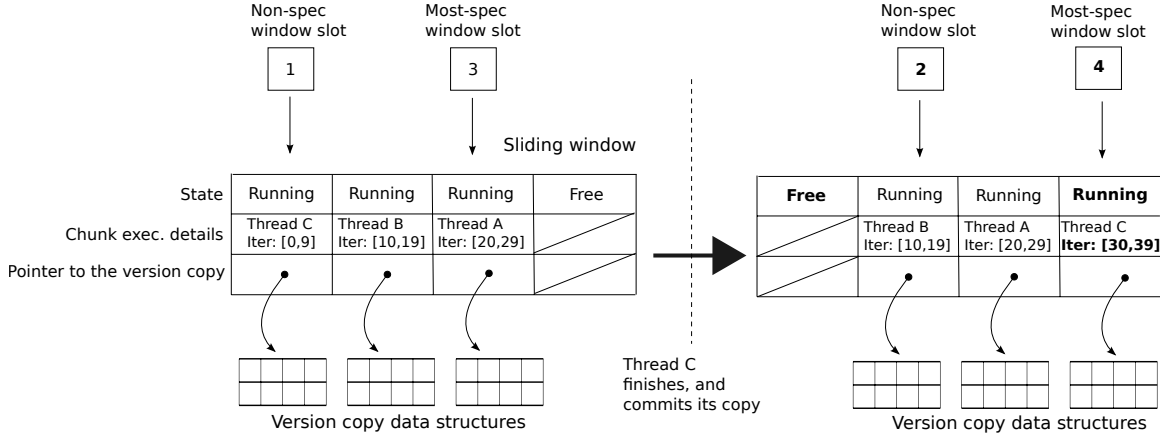 Non-spec
window slot
Most-spec
window slot
1
3
Sliding window
State
Running
Running
Running
Free
Chunk exec. details
Thread C
Iter: [0,9]
Thread B
Iter: [10,19]
Thread A
Iter: [20,29]
Pointer to the version copy
Version copy data structures
Thread C
finishes, and
commits its copy
Non-spec
window slot
Most-spec
window slot
2
4
Free
Running
Running
Running
Thread B
Iter: [10,19]
Thread A
Iter: [20,29]
Thread C
Iter: [30,39]
Version copy data structures